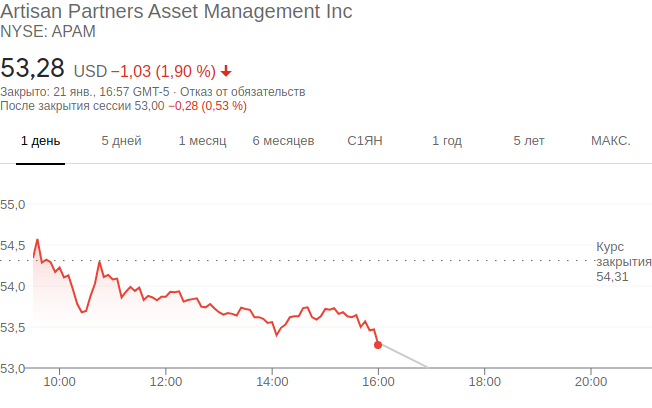 Artisan Partners Asset Management Inc
NYSE: APAM
53,28 USD −1,03 (1,90 %)
Закрыто: 21 янв., 16:57 GMT-5 · Отказ от обязательств
После закрытия сессии 53,00 −0,28 (0,53 %)
1 день 5 дней 1 месяц 6 месяцев С1ЯН 1 год 5 лет МАКС.
55,0
54,5
Курс
закрытия
54,31
54,0
53,5
53,0
10:00 12:00 14:00 16:00 18:00 20:00